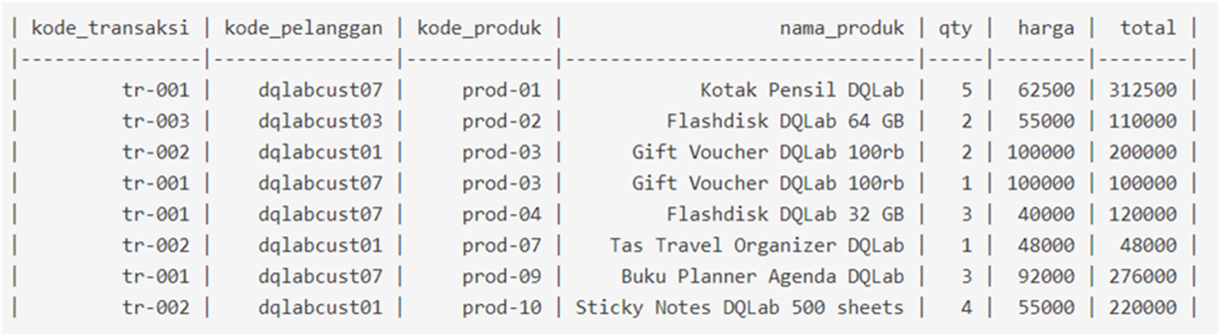 | kode_transaksi | kode_pelanggan | kode_produk |                   nama_produk | qty |  harga |  total |
|----------------|----------------|-------------|-------------------------------|-----|--------|--------|
|         tr-001 |    dqlabcust07 |     prod-01 |            Kotak Pensil DQLab |   5 |  62500 | 312500 |
|         tr-003 |    dqlabcust03 |     prod-02 |         Flashdisk DQLab 64 GB |   2 |  55000 | 110000 |
|         tr-002 |    dqlabcust01 |     prod-03 |      Gift Voucher DQLab 100rb |   2 | 100000 | 200000 |
|         tr-001 |    dqlabcust07 |     prod-03 |      Gift Voucher DQLab 100rb |   1 | 100000 | 100000 |
|         tr-001 |    dqlabcust07 |     prod-04 |         Flashdisk DQLab 32 GB |   3 |  40000 | 120000 |
|         tr-002 |    dqlabcust01 |     prod-07 |    Tas Travel Organizer DQLab |   1 |  48000 |  48000 |
|         tr-001 |    dqlabcust07 |     prod-09 |     Buku Planner Agenda DQLab |   3 |  92000 | 276000 |
|         tr-002 |    dqlabcust01 |     prod-10 | Sticky Notes DQLab 500 sheets |   4 |  55000 | 220000 |